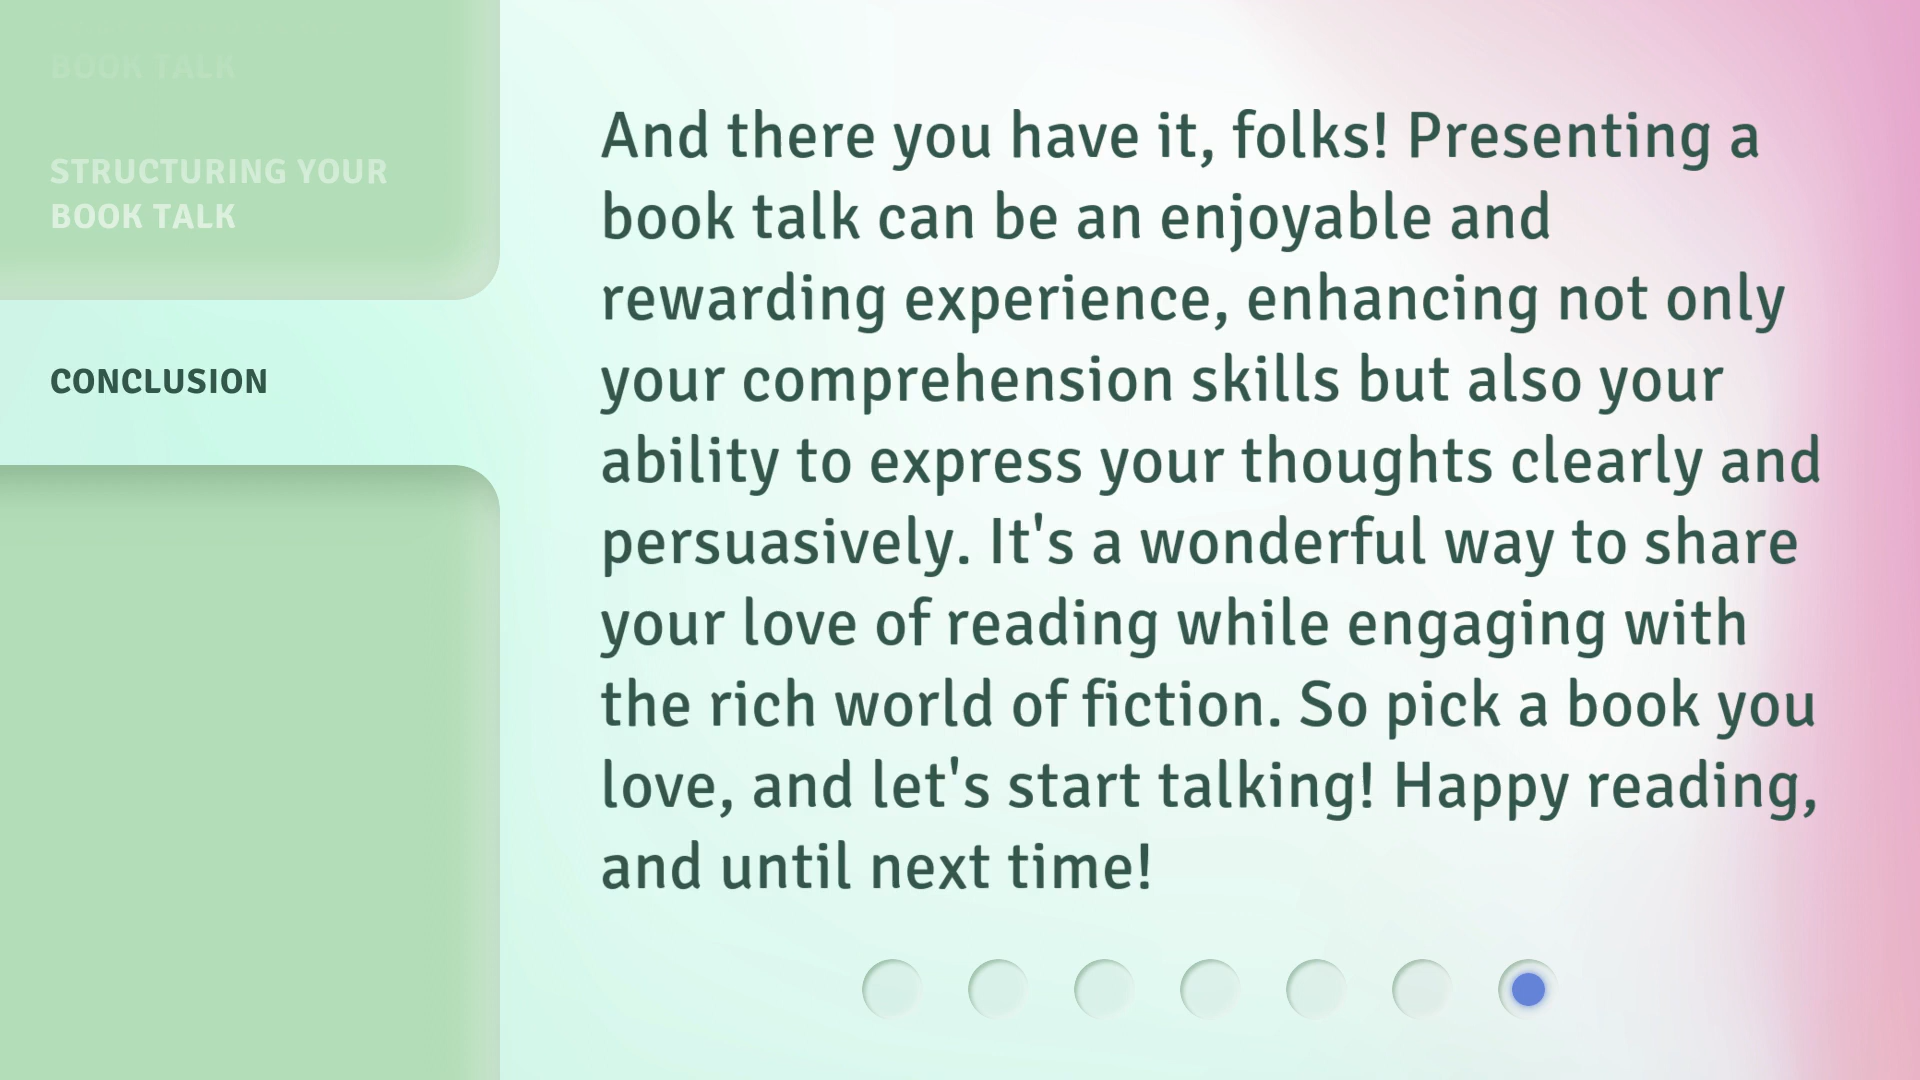 BOOK TALK
STRUCTURING YOUR
BOOK TALK
CONCLUSION
And there you have it, folks! Presenting a
book talk can be an enjoyable and
rewarding experience, enhancing not only
your comprehension skills but also your
ability to express your thoughts clearly and
persuasively. It's a wonderful way to share
your love of reading while engaging with
the rich world of fiction. So pick a book you
love, and let's start talking! Happy reading,
and until next time!